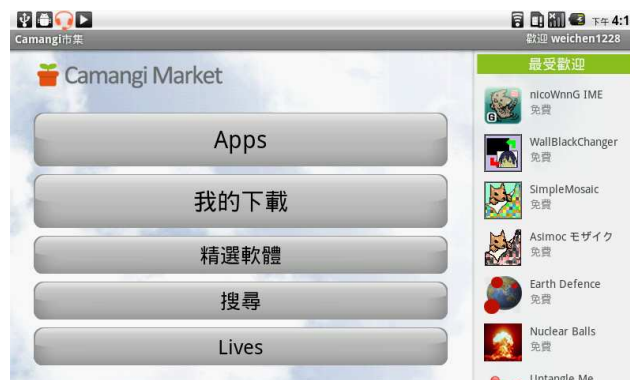 下午 4:1
Camangi市集
歡迎 weichen1228
Camangi Market
Apps
我的下載
精選軟體
搜尋
Lives
最受歡迎
nicoWnnG IME
免費
WallBlackChanger
免費
SimpleMosaic
免費
Asimoc モザイク
免費
Earth Defence
免費
Nuclear Balls
免費
Untangle Me